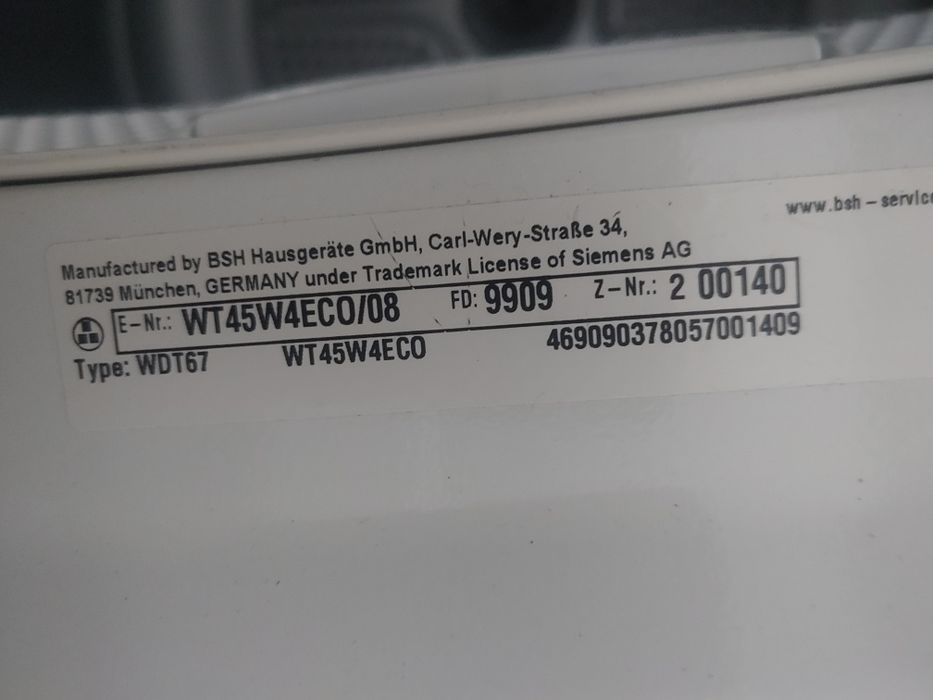 www.bsh – service
Manufactured by BSH Hausgeräte GmbH, Carl-Wery-Straße 34,
81739 München, GERMANY under Trademark License of Siemens AG
E–Nr.: WT45W4ECO/08 FD: 9909 Z–Nr.: 2 00140
Type: WDT67 WT45W4ECO 469090378057001409